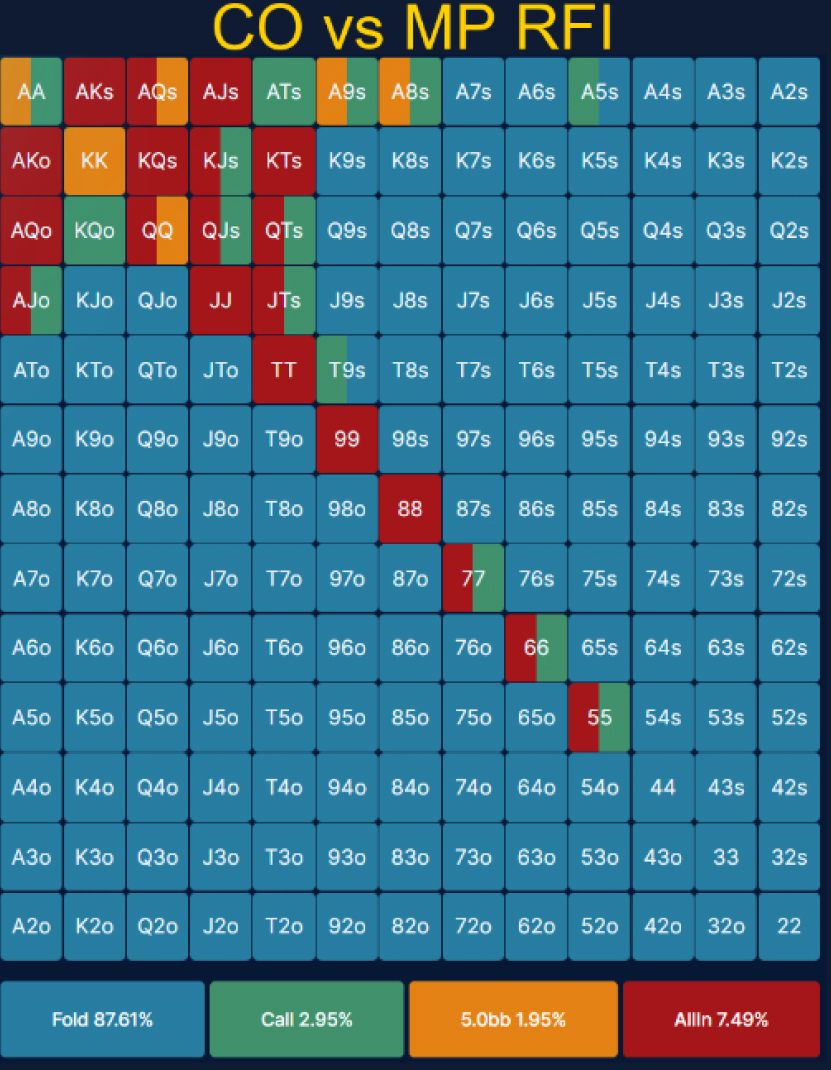 CO vs MP RFI
AA AKs AQs AJs ATs A9s A8s A7s A6s A5s A4s A3s A2s
AKo KK KQs KJs KTs K9s K8s K7s K6s K5s K4s K3s K2s
AQo KQo QQ QJs QTs Q9s Q8s Q7s Q6s Q5s Q4s Q3s Q2s
AJo KJo QJo JJ JTs J9s J8s J7s J6s J5s J4s J3s J2s
ATo KTo QTo JTo TT T9s T8s T7s T6s T5s T4s T3s T2s
A9o K9o Q9o J9o T9o 99 98s 97s 96s 95s 94s 93s 92s
A8o K8o Q8o J8o T8o 98o 88 87s 86s 85s 84s 83s 82s
A7o K7o Q7o J7o T7o 97o 87o 77 76s 75s 74s 73s 72s
A6o K6o Q6o J6o T6o 96o 86o 76o 66 65s 64s 63s 62s
A5o K5o Q5o J5o T5o 95o 85o 75o 65o 55 54s 53s 52s
A4o K4o Q4o J4o T4o 94o 84o 74o 64o 54o 44 43s 42s
A3o K3o Q3o J3o T3o 93o 83o 73o 63o 53o 43o 33 32s
A2o K2o Q2o J2o T2o 92o 82o 72o 62o 52o 42o 32o 22
Fold 87.61% Call 2.95% 5.0bb 1.95% AllIn 7.49%